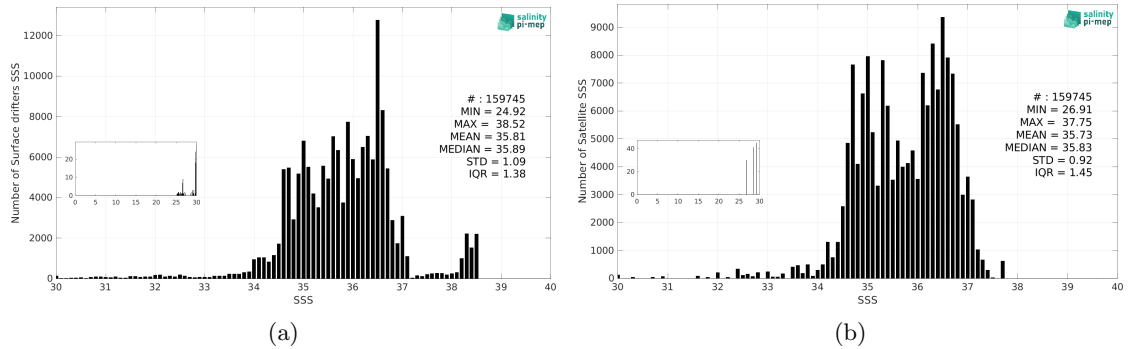 salinity
pi-mep
Number of Surface drifters SSS
12000
10000
8000
6000
4000
2000
0
# : 159745
MIN = 24.92
MAX = 38.52
MEAN = 35.81
MEDIAN = 35.89
STD = 1.09
IQR = 1.38
20
10
0
0 5 10 15 20 25 30
30 31 32 33 34 35 36 37 38 39 40
SSS
(a)
salinity
pi-mep
Number of Satellite SSS
9000
8000
7000
6000
5000
4000
3000
2000
1000
0
# : 159745
MIN = 26.91
MAX = 37.75
MEAN = 35.73
MEDIAN = 35.83
STD = 0.92
IQR = 1.45
40
20
0
0 5 10 15 20 25 30
30 31 32 33 34 35 36 37 38 39 40
SSS
(b)